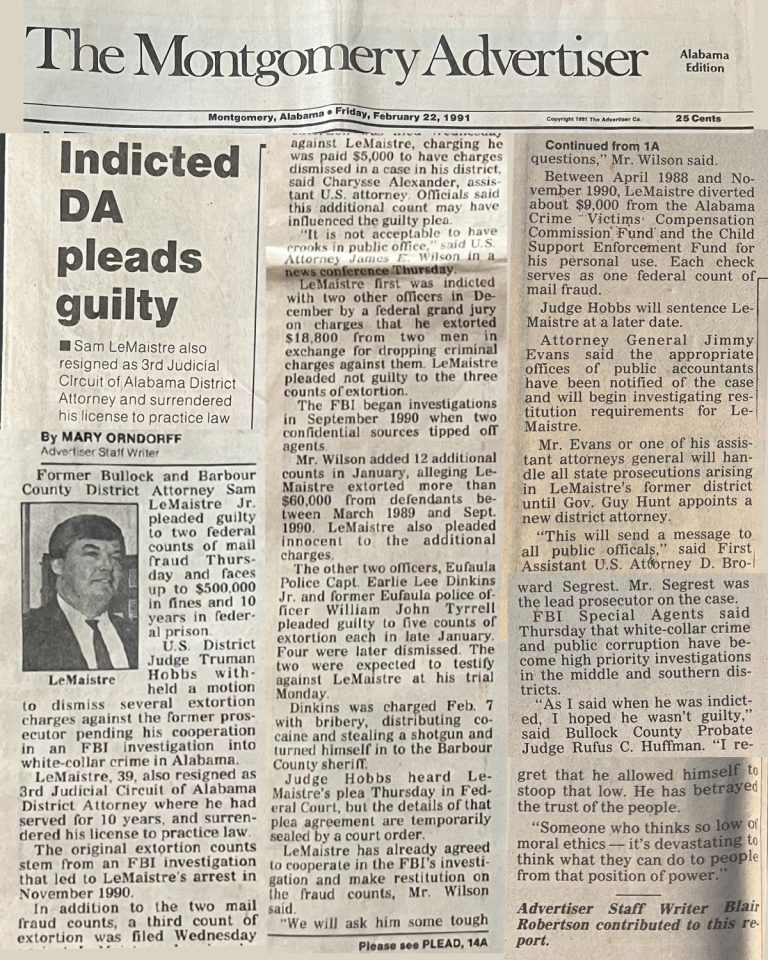 The Montgomery Advertiser
Alabama
Edition
Montgomery, Alabama • Friday, February 22, 1991
Copyright 1991 The Advertiser Co.
25 Cents
Indicted
DA
pleads
guilty
■ Sam LeMaistre also
resigned as 3rd Judicial
CIrcuit of Alabama District
Attorney and surrendered
his license to practice law
By MARY ORNDORFF
Advertiser Staff Writer
Former Bullock and Barbour
County District Attorney Sam
LeMaistre Jr.
pleaded guilty
to two federal
counts of mail
fraud Thurs-
day and faces
up to $500,000
in fines and 10
years in feder-
al prison.
U.S. District
Judge Truman
Hobbs with-
held a motion
LeMaistre
to dismiss several extortion
charges against the former pros-
ecutor pending his cooperation
in an FBI investigation into
white-collar crime in Alabama.
LeMaistre, 39, also resigned as
3rd Judicial Circuit of Alabama
District Attorney where he had
served for 10 years, and surren-
dered his license to practice law.
The original extortion counts
stem from an FBI investigation
that led to LeMaistre's arrest in
November 1990.
In addition to the two mail
fraud counts, a third count of
extortion was filed Wednesday
against LeMaistre, charging he
was paid $5,000 to have charges
dismissed in a case in his district,
said Charysse Alexander, assis-
tant U.S. attorney. Officials said
this additional count may have
influenced the guilty plea.
"It is not acceptable to have
crooks in public office," said U.S.
Attorney James E. Wilson in a
news conference Thursday.
LeMaistre first was indicted
with two other officers in De-
cember by a federal grand jury
on charges that he extorted
$18,800 from two men in
exchange for dropping criminal
charges against them. LeMaistre
pleaded not guilty to the three
counts of extortion.
The FBI began investigations
in September 1990 when two
confidential sources tipped off
agents.
Mr. Wilson added 12 additional
counts in January, alleging Le-
Maistre extorted more than
$60,000 from defendants be-
tween March 1989 and Sept.
1990. LeMaistre also pleaded
innocent to the additional
charges.
The other two officers, Eufaula
Police Capt. Earlie Lee Dinkins
Jr. and former Eufaula police of-
ficer William John Tyrrell
pleaded guilty to five counts of
extortion each in late January.
Four were later dismissed. The
two were expected to testify
against LeMaistre at his trial
Monday.
Dinkins was charged Feb. 7
with bribery, distributing co-
caine and stealing a shotgun and
turned himself in to the Barbour
County sheriff.
Judge Hobbs heard Le-
Maistre's plea Thursday in Fed-
eral Court, but the details of that
plea agreement are temporarily
sealed by a court order.
LeMaistre has already agreed
to cooperate in the FBI's investi-
gation and make restitution on
the fraud counts, Mr. Wilson
said.
"We will ask him some tough
Please see PLEAD, 14A
Continued from 1A
questions," Mr. Wilson said.
Between April 1988 and No-
vember 1990, LeMaistre diverted
about $9,000 from the Alabama
Crime Victims Compensation
Commission Fund and the Child
Support Enforcement Fund for
his personal use. Each check
serves as one federal count of
mail fraud.
Judge Hobbs will sentence Le-
Maistre at a later date.
Attorney General Jimmy
Evans said the appropriate
offices of public accountants
have been notified of the case
and will begin investigating res-
titution requirements for Le-
Maistre.
Mr. Evans or one of his assis-
tant attorneys general will han-
dle all state prosecutions arising
in LeMaistre's former district
until Gov. Guy Hunt appoints a
new district attorney.
"This will send a message to
all public officals," said First
Assistant U.S. Attorney D. Bro-
ward Segrest. Mr. Segrest was
the lead prosecutor on the case.
FBI Special Agents said
Thursday that white-collar crime
and public corruption have be-
come high priority investigations
in the middle and southern dis-
tricts.
"As I said when he was indict-
ed, I hoped he wasn't guilty,"
said Bullock County Probate
Judge Rufus C. Huffman. "I re-
gret that he allowed himself to
stoop that low. He has betrayed
the trust of the people.
"Someone who thinks so low of
moral ethics — it's devastating to
think what they can do to people
from that position of power."
Advertiser Staff Writer Blair
Robertson contributed to this re-
port.